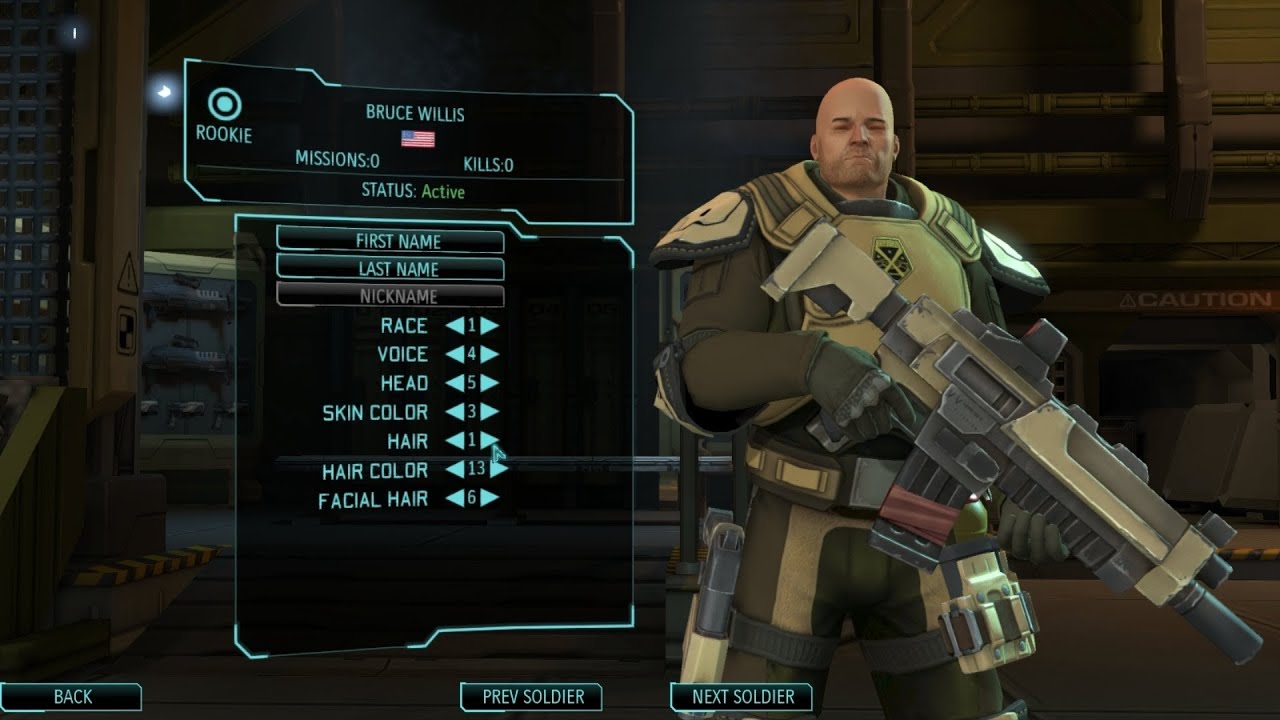 BRUCE WILLIS
ROOKIE
MISSIONS:0 KILLS:0
STATUS: Active
FIRST NAME
LAST NAME
NICKNAME
RACE 1
VOICE 4
HEAD 5
SKIN COLOR 3
HAIR 1
HAIR COLOR 13
FACIAL HAIR 6
CAUTION
BACK
PREV SOLDIER
NEXT SOLDIER